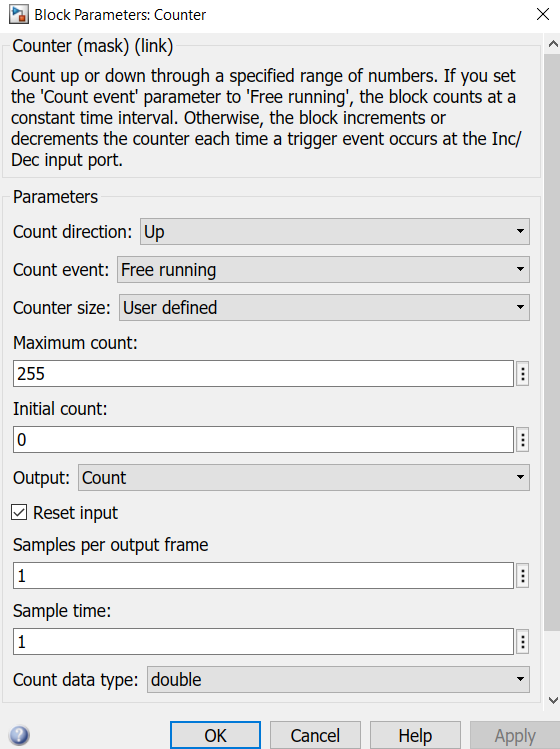 Block Parameters: Counter
Counter (mask) (link)
Count up or down through a specified range of numbers. If you set
the 'Count event' parameter to 'Free running', the block counts at a
constant time interval. Otherwise, the block increments or
decrements the counter each time a trigger event occurs at the Inc/
Dec input port.
Parameters
Count direction: Up
Count event: Free running
Counter size: User defined
Maximum count:
255
Initial count:
0
Output: Count
Reset input
Samples per output frame
1
Sample time:
1
Count data type: double
OK Cancel Help Apply